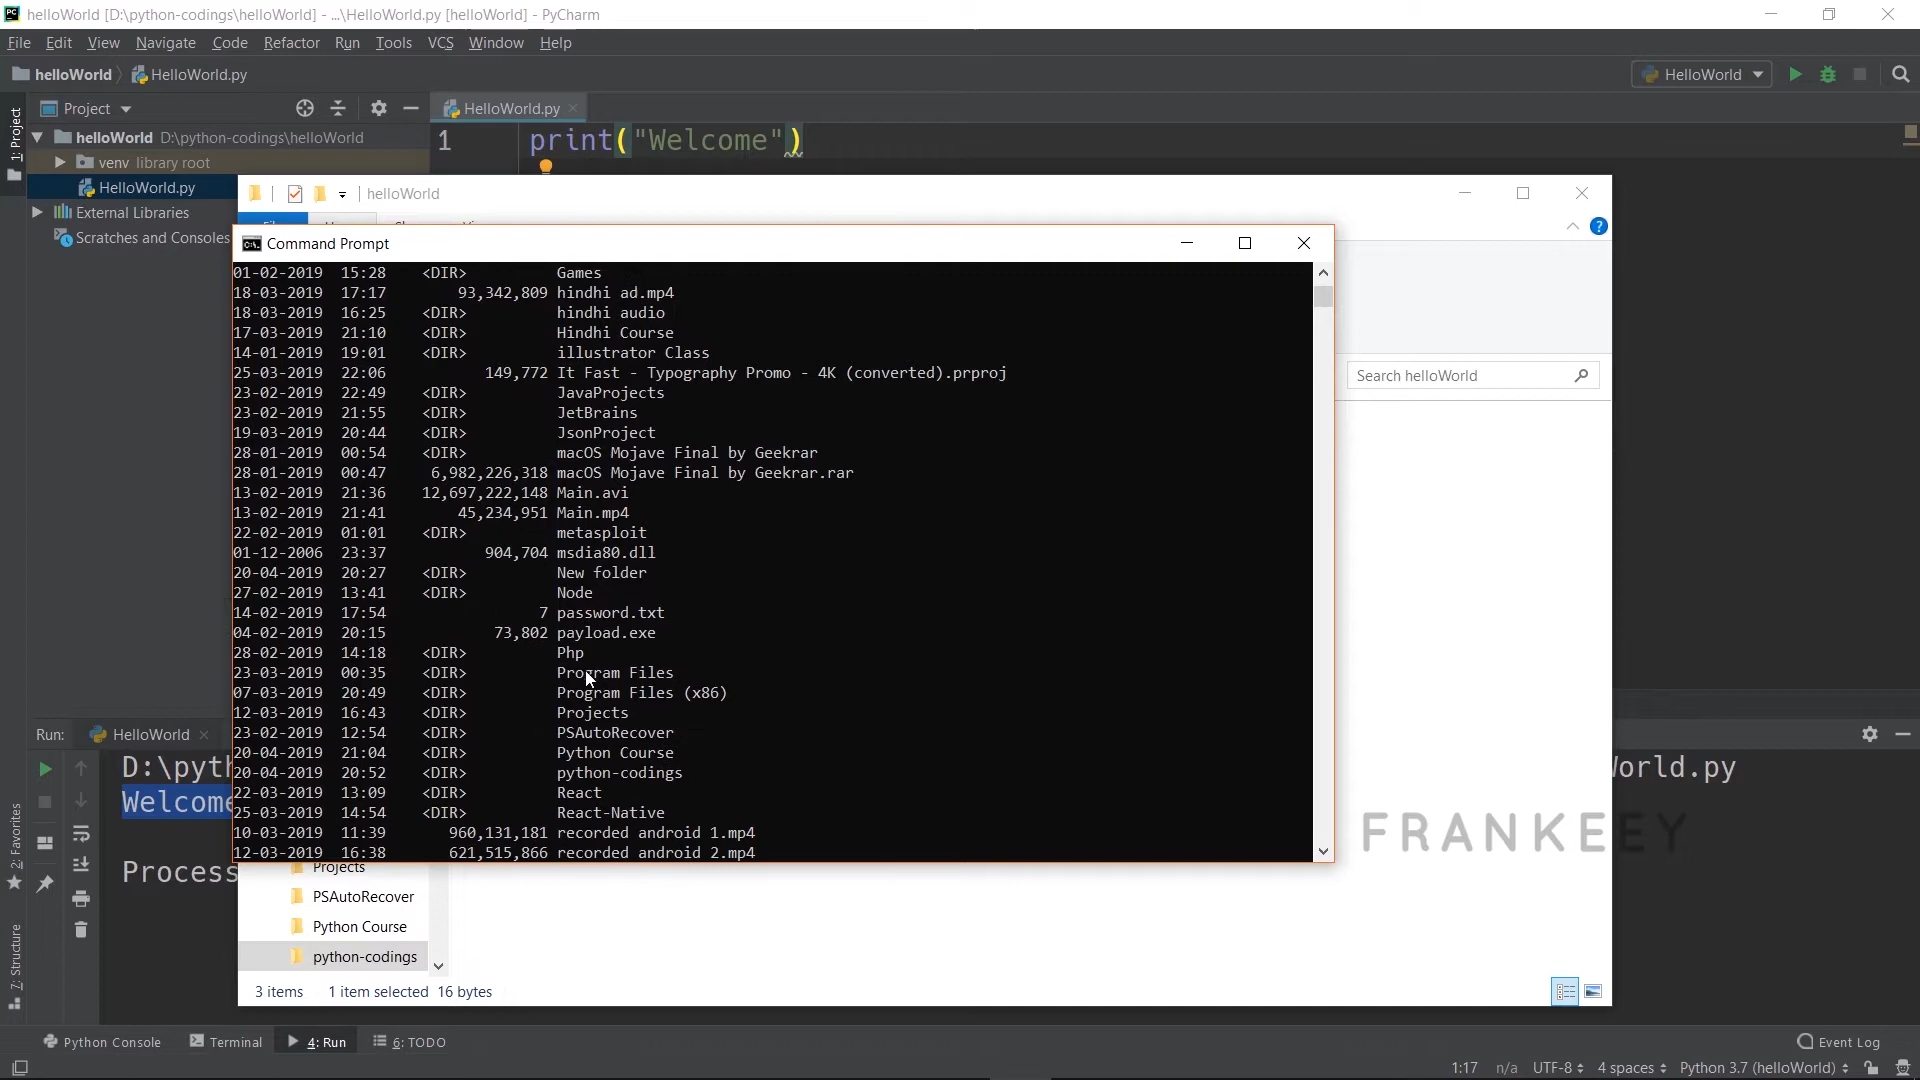 helloWorld [D:\python-codings\helloWorld] - ...\HelloWorld.py [helloWorld] - PyCharm
File Edit View Navigate Code Refactor Run Tools VCS Window Help
helloWorld HelloWorld.py HelloWorld
1: Project
Project
HelloWorld.py
helloWorld D:\python-codings\helloWorld
venv library root
HelloWorld.py
External Libraries
Scratches and Consoles
1 print("Welcome")
helloWorld
Command Prompt
Search helloWorld
01-02-2019 15:28 <DIR> Games
18-03-2019 17:17 93,342,809 hindhi ad.mp4
18-03-2019 16:25 <DIR> hindhi audio
17-03-2019 21:10 <DIR> Hindhi Course
14-01-2019 19:01 <DIR> illustrator Class
25-03-2019 22:06 149,772 It Fast - Typography Promo - 4K (converted).prproj
23-02-2019 22:49 <DIR> JavaProjects
23-02-2019 21:55 <DIR> JetBrains
19-03-2019 20:44 <DIR> JsonProject
28-01-2019 00:54 <DIR> macOS Mojave Final by Geekrar
28-01-2019 00:47 6,982,226,318 macOS Mojave Final by Geekrar.rar
13-02-2019 21:36 12,697,222,148 Main.avi
13-02-2019 21:41 45,234,951 Main.mp4
22-02-2019 01:01 <DIR> metasploit
01-12-2006 23:37 904,704 msdia80.dll
20-04-2019 20:27 <DIR> New folder
27-02-2019 13:41 <DIR> Node
14-02-2019 17:54 7 password.txt
04-02-2019 20:15 73,802 payload.exe
28-02-2019 14:18 <DIR> Php
23-03-2019 00:35 <DIR> Program Files
07-03-2019 20:49 <DIR> Program Files (x86)
12-03-2019 16:43 <DIR> Projects
23-02-2019 12:54 <DIR> PSAutoRecover
20-04-2019 21:04 <DIR> Python Course
20-04-2019 20:52 <DIR> python-codings
22-03-2019 13:09 <DIR> React
25-03-2019 14:54 <DIR> React-Native
10-03-2019 11:39 960,131,181 recorded android 1.mp4
12-03-2019 16:38 621,515,866 recorded android 2.mp4
Run: HelloWorld
D:\pyth
World.py
Welcome
Process
FRANKEEY
2: Favorites
7: Structure
Projects
PSAutoRecover
Python Course
python-codings
3 items 1 item selected 16 bytes
Python Console Terminal 4: Run 6: TODO Event Log
1:17 n/a UTF-8 4 spaces Python 3.7 (helloWorld)